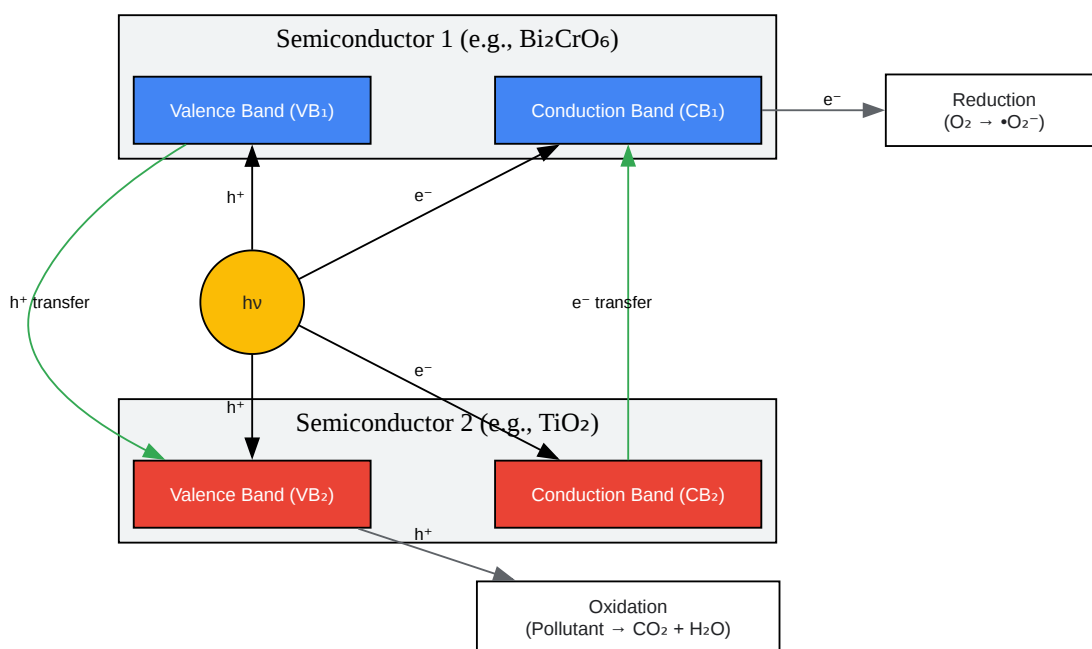 Semiconductor 1 (e.g., Bi₂CrO₆)
Valence Band (VB₁)
Conduction Band (CB₁)
e⁻
Reduction
(O₂ → •O₂⁻)
h⁺
e⁻
hν
h⁺ transfer
e⁻ transfer
e⁻
h⁺
Semiconductor 2 (e.g., TiO₂)
Valence Band (VB₂)
Conduction Band (CB₂)
h⁺
Oxidation
(Pollutant → CO₂ + H₂O)